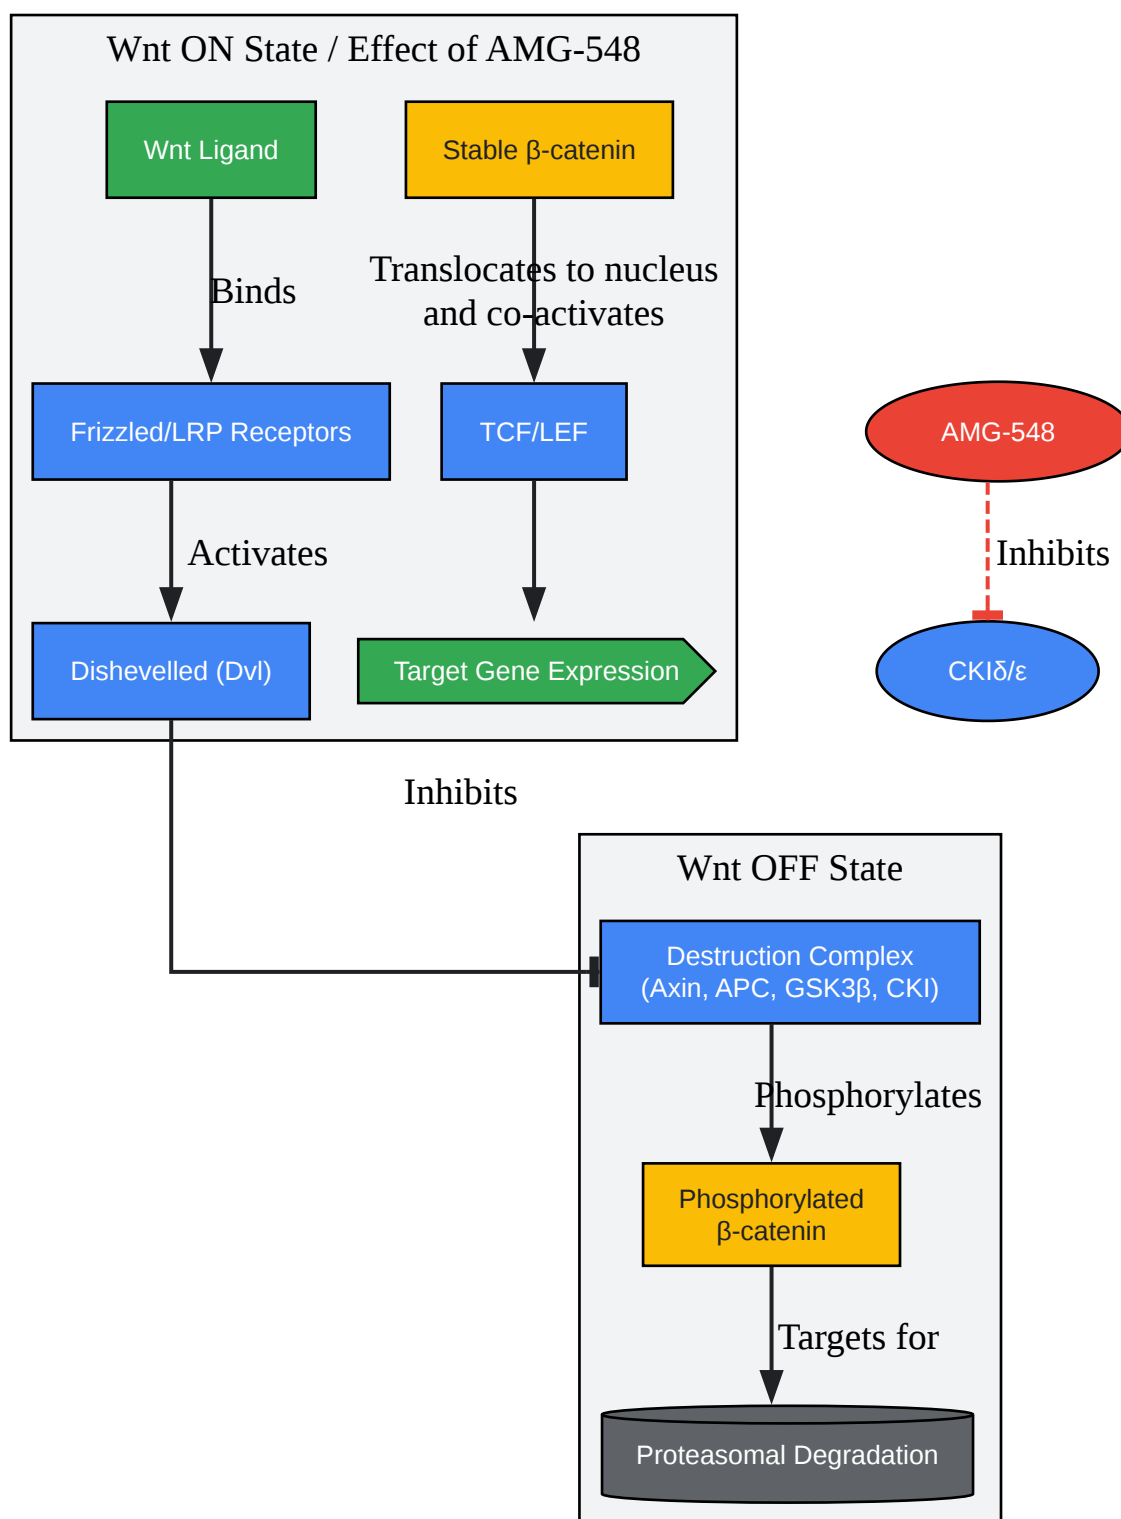 Wnt ON State / Effect of AMG-548
Wnt Ligand
Stable β-catenin
Binds
Translocates to nucleus
and co-activates
Frizzled/LRP Receptors
TCF/LEF
AMG-548
Activates
Inhibits
Dishevelled (Dvl)
Target Gene Expression
CKIδ/ε
Inhibits
Wnt OFF State
Destruction Complex
(Axin, APC, GSK3β, CKI)
Phosphorylates
Phosphorylated
β-catenin
Targets for
Proteasomal Degradation